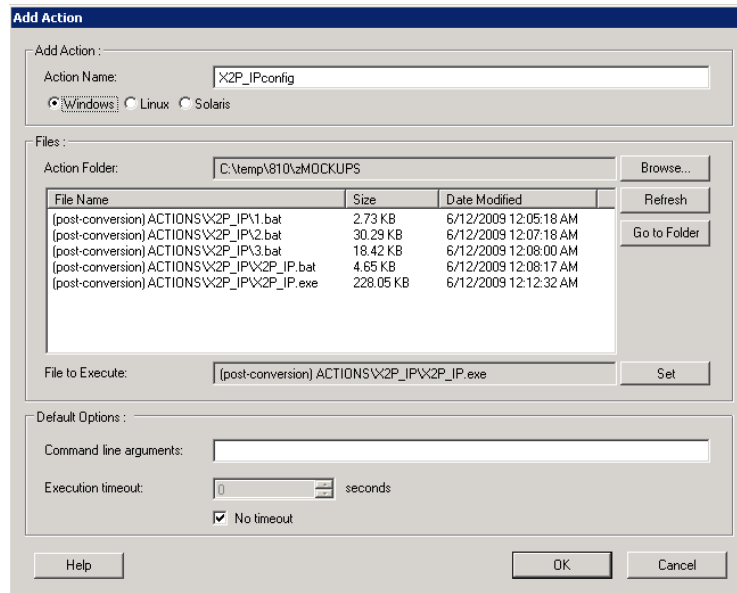 Add Action
Add Action :
Action Name: X2P_IPconfig
Windows Linux Solaris
Files :
Action Folder: C:\temp\810\zMOCKUPS Browse...
File Name Size Date Modified Refresh
(post-conversion) ACTIONS\X2P_IP\1.bat 2.73 KB 6/12/2009 12:05:18 AM
(post-conversion) ACTIONS\X2P_IP\2.bat 30.29 KB 6/12/2009 12:07:18 AM Go to Folder
(post-conversion) ACTIONS\X2P_IP\3.bat 18.42 KB 6/12/2009 12:08:00 AM
(post-conversion) ACTIONS\X2P_IP\X2P_IP.bat 4.65 KB 6/12/2009 12:08:17 AM
(post-conversion) ACTIONS\X2P_IP\X2P_IP.exe 228.05 KB 6/12/2009 12:12:32 AM
File to Execute: (post-conversion) ACTIONS\X2P_IP\X2P_IP.exe Set
Default Options :
Command line arguments:
Execution timeout: 0 seconds
No timeout
Help OK Cancel